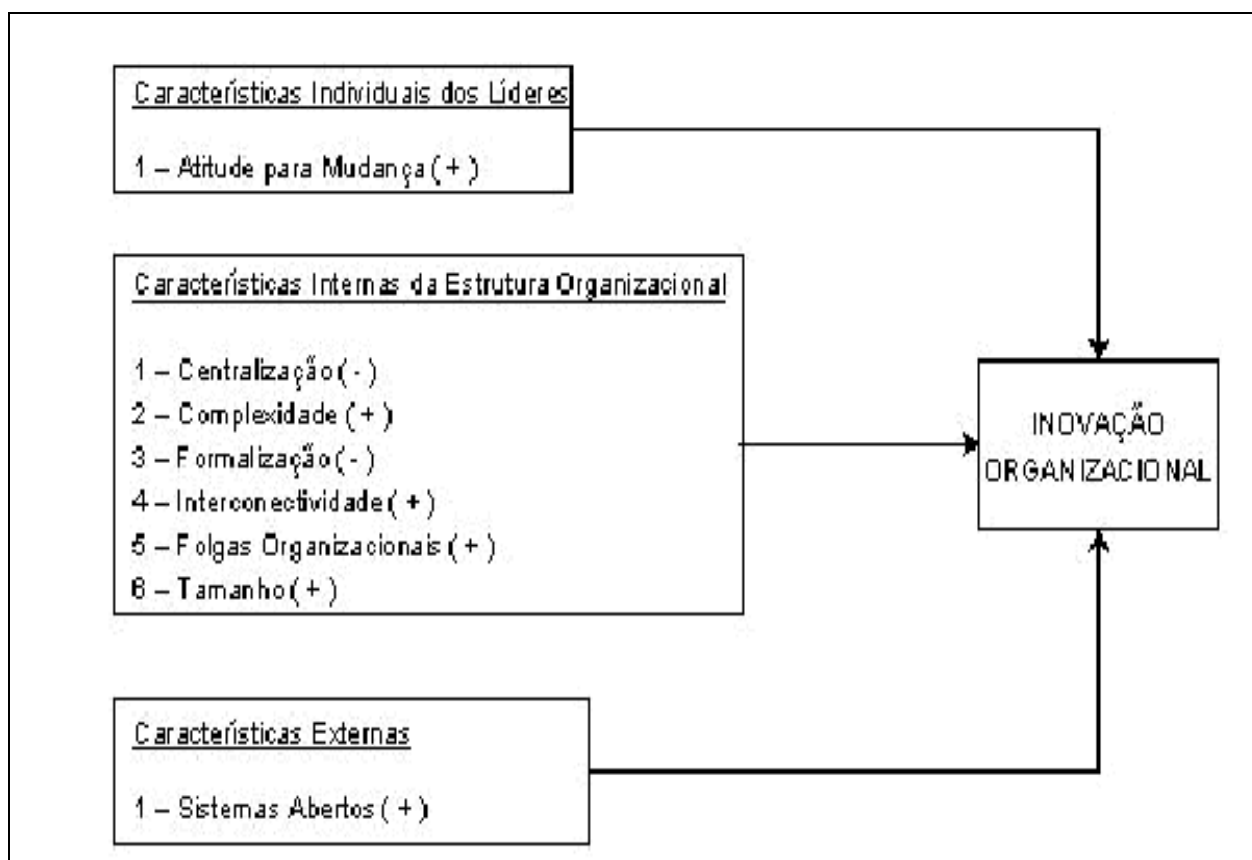 Características Individuais dos Líderes
1 – Atitude para Mudança ( + )
Características Internas da Estrutura Organizacional
1 – Centralização ( - )
2 – Complexidade ( + )
3 – Formalização ( - )
4 – Interconectividade ( + )
5 – Folgas Organizacionais ( + )
6 – Tamanho ( + )
INOVAÇÃO
ORGANIZACIONAL
Características Externas
1 – Sistemas Abertos ( + )